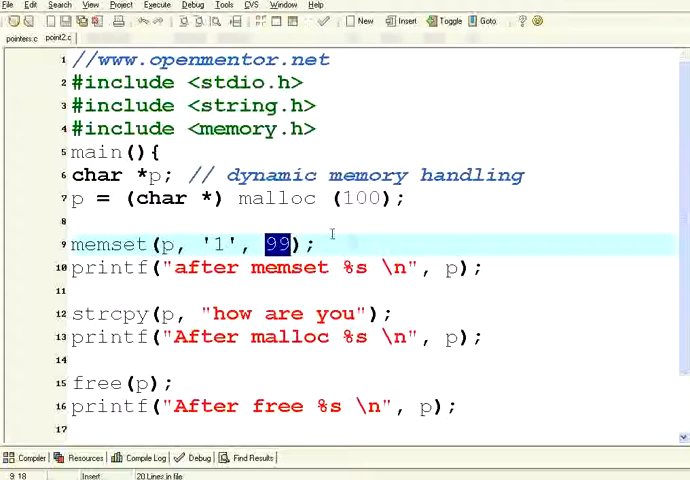 File Edit Search View Project Execute Debug Tools CVS Window Help
New Insert Toggle Goto
pointers.c point2.c
1 //www.openmentor.net
2 #include <stdio.h>
3 #include <string.h>
4 #include <memory.h>
5 main(){
6 char *p; // dynamic memory handling
7 p = (char *) malloc (100);
8
9 memset(p, '1', 99);
10 printf("after memset %s \n", p);
11
12 strcpy(p, "how are you");
13 printf("After malloc %s \n", p);
14
15 free(p);
16 printf("After free %s \n", p);
17
Compiler Resources Compile Log Debug Find Results
9: 18 Insert 20 Lines in file